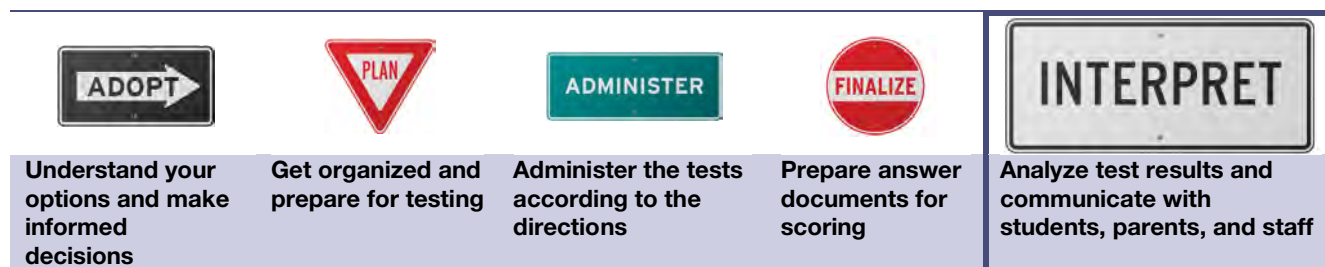 ADOPT
PLAN
ADMINISTER
FINALIZE
INTERPRET
Understand your
options and make
informed
decisions
Get organized and
prepare for testing
Administer the tests
according to the
directions
Prepare answer
documents for
scoring
Analyze test results and
communicate with
students, parents, and staff